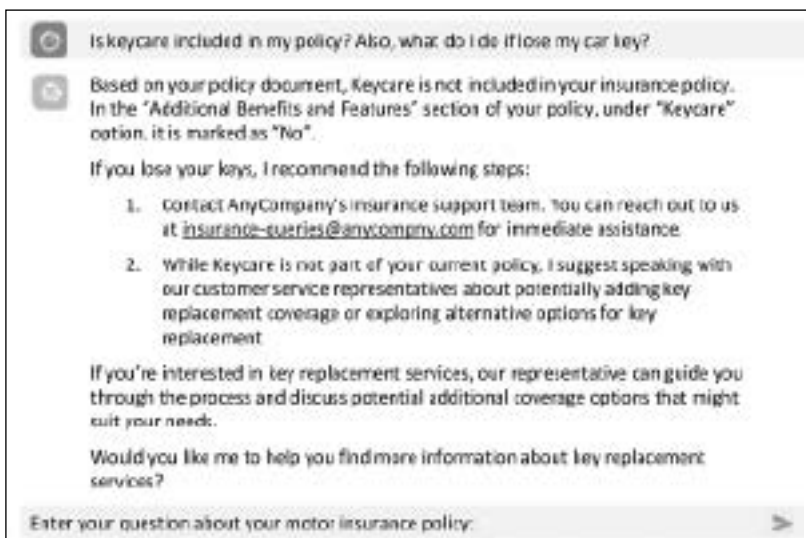 Is keycare included in my policy? Also, what do I do if lose my car key?
Based on your policy document, Keycare is not included in your insurance policy.
In the "Additional Benefits and Features" section of your policy, under "Keycare"
option, it is marked as "No".
If you lose your keys, I recommend the following steps:
1. Contact AnyCompany's insurance support team. You can reach out to us
at insurance-queries@anycompny.com for immediate assistance
2. While Keycare is not part of your current policy, I suggest speaking with
our customer service representatives about potentially adding key
replacement coverage or exploring alternative options for key
replacement
If you're interested in key replacement services, our representative can guide you
through the process and discuss potential additional coverage options that might
suit your needs.
Would you like me to help you find more information about key replacement
services?
Enter your question about your motor insurance policy: